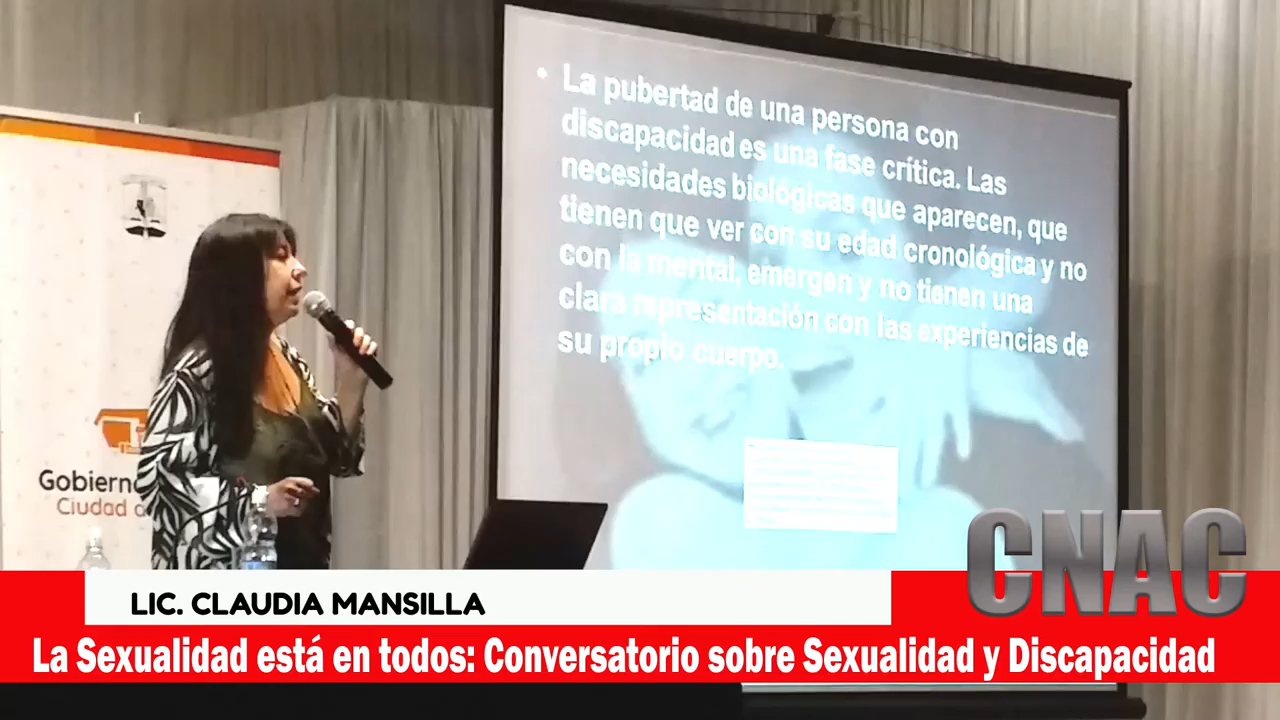 • La pubertad de una persona con
discapacidad es una fase crítica. Las
necesidades biológicas que aparecen, que
tienen que ver con su edad cronológica y no
con la mental, emergen y no tienen una
clara representación con las experiencias de
su propio cuerpo.
Ciudad
CNAC
LIC. CLAUDIA MANSILLA
La Sexualidad está en todos: Conversatorio sobre Sexualidad y Discapacidad